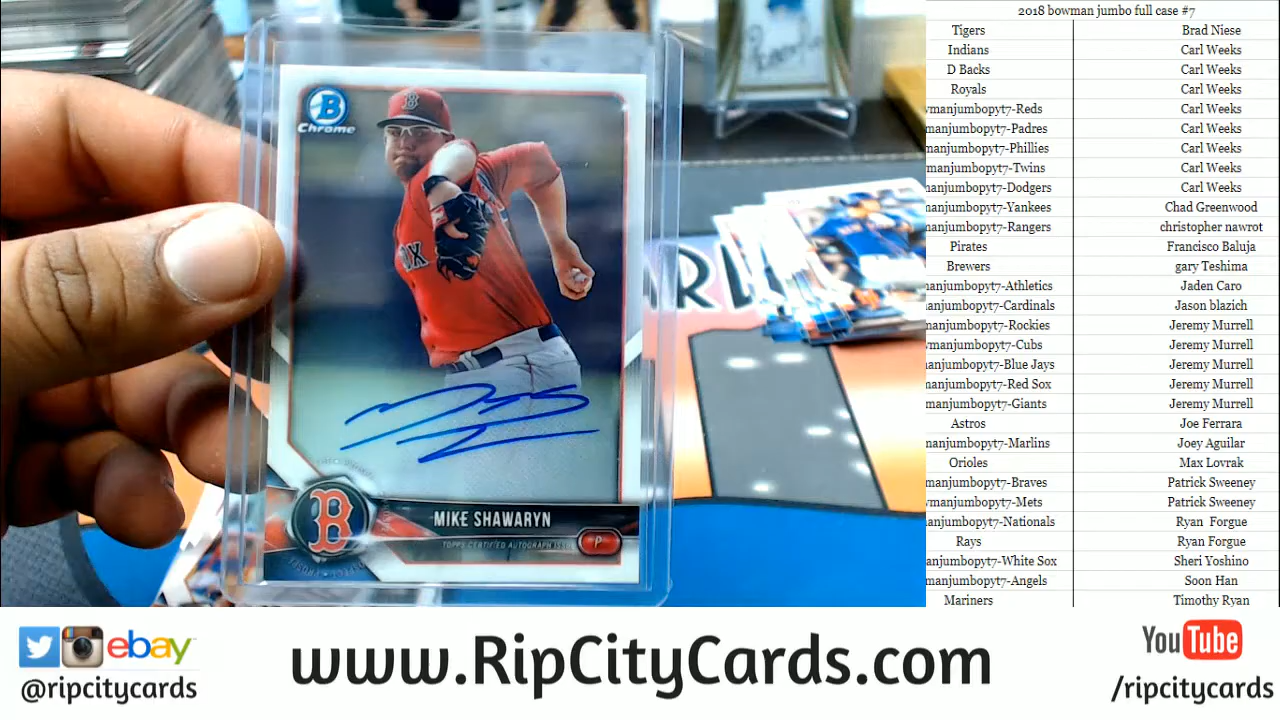 2018 bowman jumbo full case #7
Tigers Brad Niese
Indians Carl Weeks
D Backs Carl Weeks
Royals Carl Weeks
wmanjumbopyt7-Reds Carl Weeks
manjumbopyt7-Padres Carl Weeks
manjumbopyt7-Phillies Carl Weeks
wmanjumbopyt7-Twins Carl Weeks
manjumbopyt7-Dodgers Carl Weeks
manjumbopyt7-Yankees Chad Greenwood
manjumbopyt7-Rangers christopher nawrot
Pirates Francisco Baluja
Brewers gary Teshima
manjumbopyt7-Athletics Jaden Caro
manjumbopyt7-Cardinals Jason blazich
manjumbopyt7-Rockies Jeremy Murrell
wmanjumbopyt7-Cubs Jeremy Murrell
manjumbopyt7-Blue Jays Jeremy Murrell
manjumbopyt7-Red Sox Jeremy Murrell
manjumbopyt7-Giants Jeremy Murrell
Astros Joe Ferrara
manjumbopyt7-Marlins Joey Aguilar
Orioles Max Lovrak
manjumbopyt7-Braves Patrick Sweeney
wmanjumbopyt7-Mets Patrick Sweeney
manjumbopyt7-Nationals Ryan Forgue
Rays Ryan Forgue
anjumbopyt7-White Sox Sheri Yoshino
manjumbopyt7-Angels Soon Han
Mariners Timothy Ryan
B
Chrome
B
OX
B
MIKE SHAWARYN
TOPPS CERTIFIED AUTOGRAPH ISSUE
P
ebay
@ripcitycards
www.RipCityCards.com
YouTube
/ripcitycards